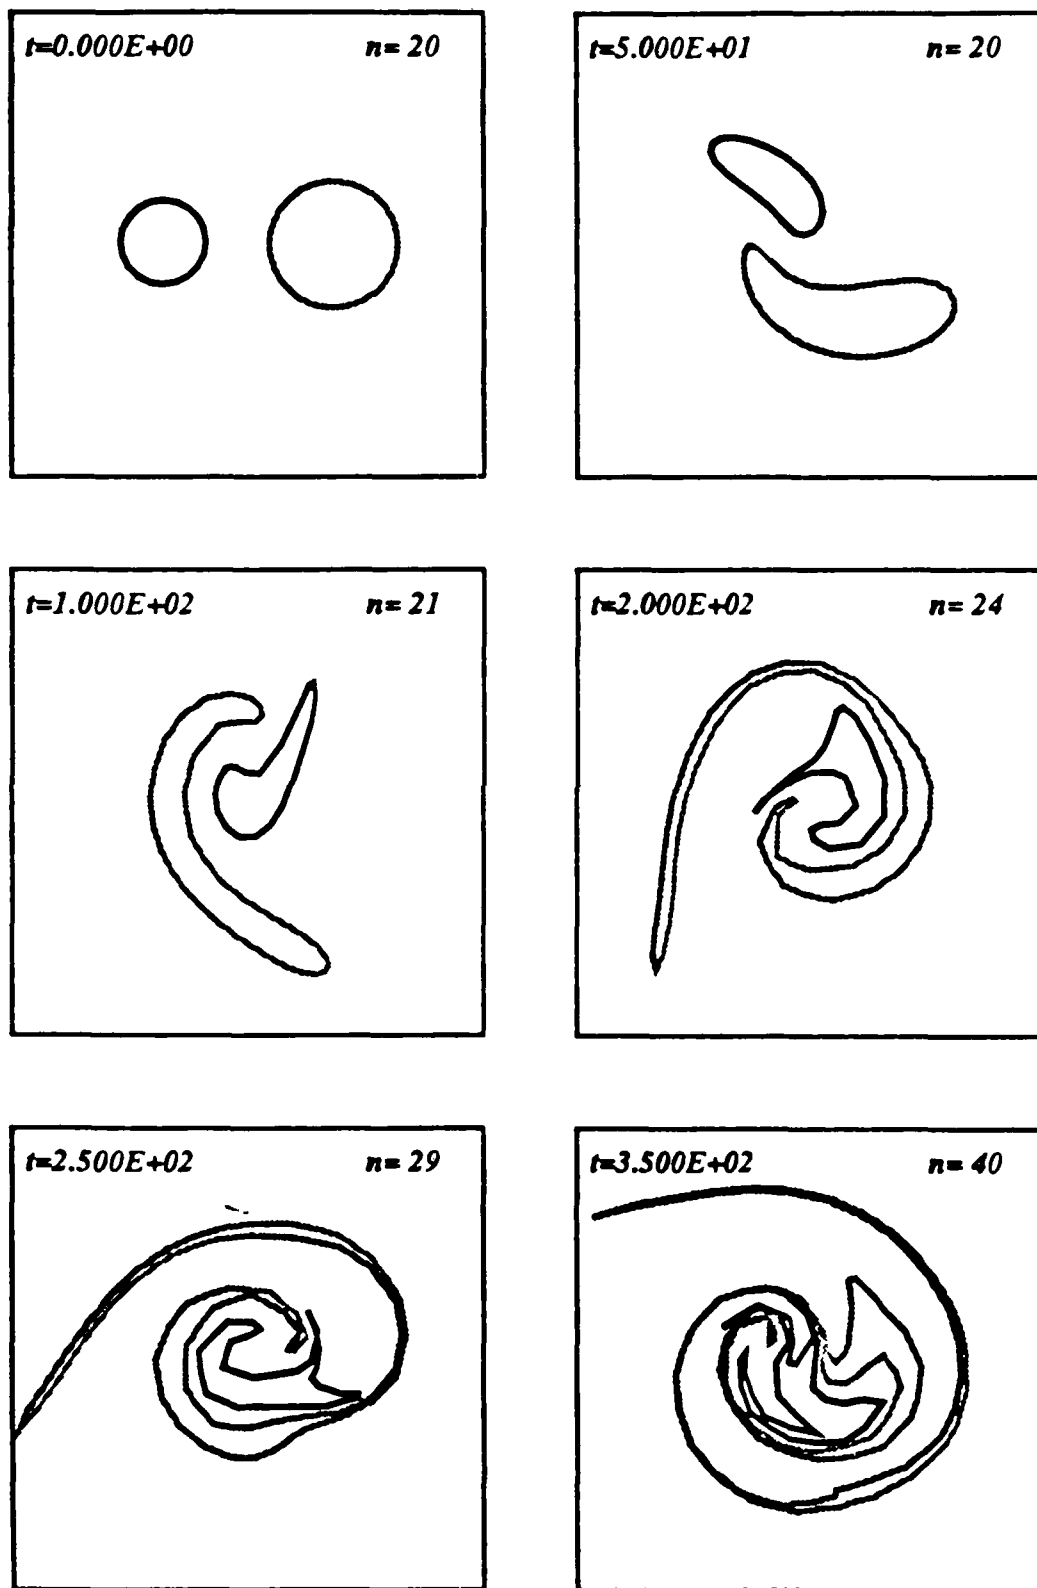 t=0.000E+00 n= 20
t=5.000E+01 n= 20
t=1.000E+02 n= 21
t=2.000E+02 n= 24
t=2.500E+02 n= 29
t=3.500E+02 n= 40